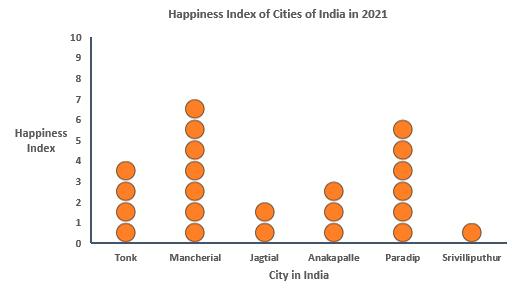 Happiness Index of Cities of India in 2021
10
9
8
7
6
5
4
3
2
1
0
Happiness
Index
Tonk Mancherial Jagtial Anakapalle Paradip Srivilliputhur
City in India